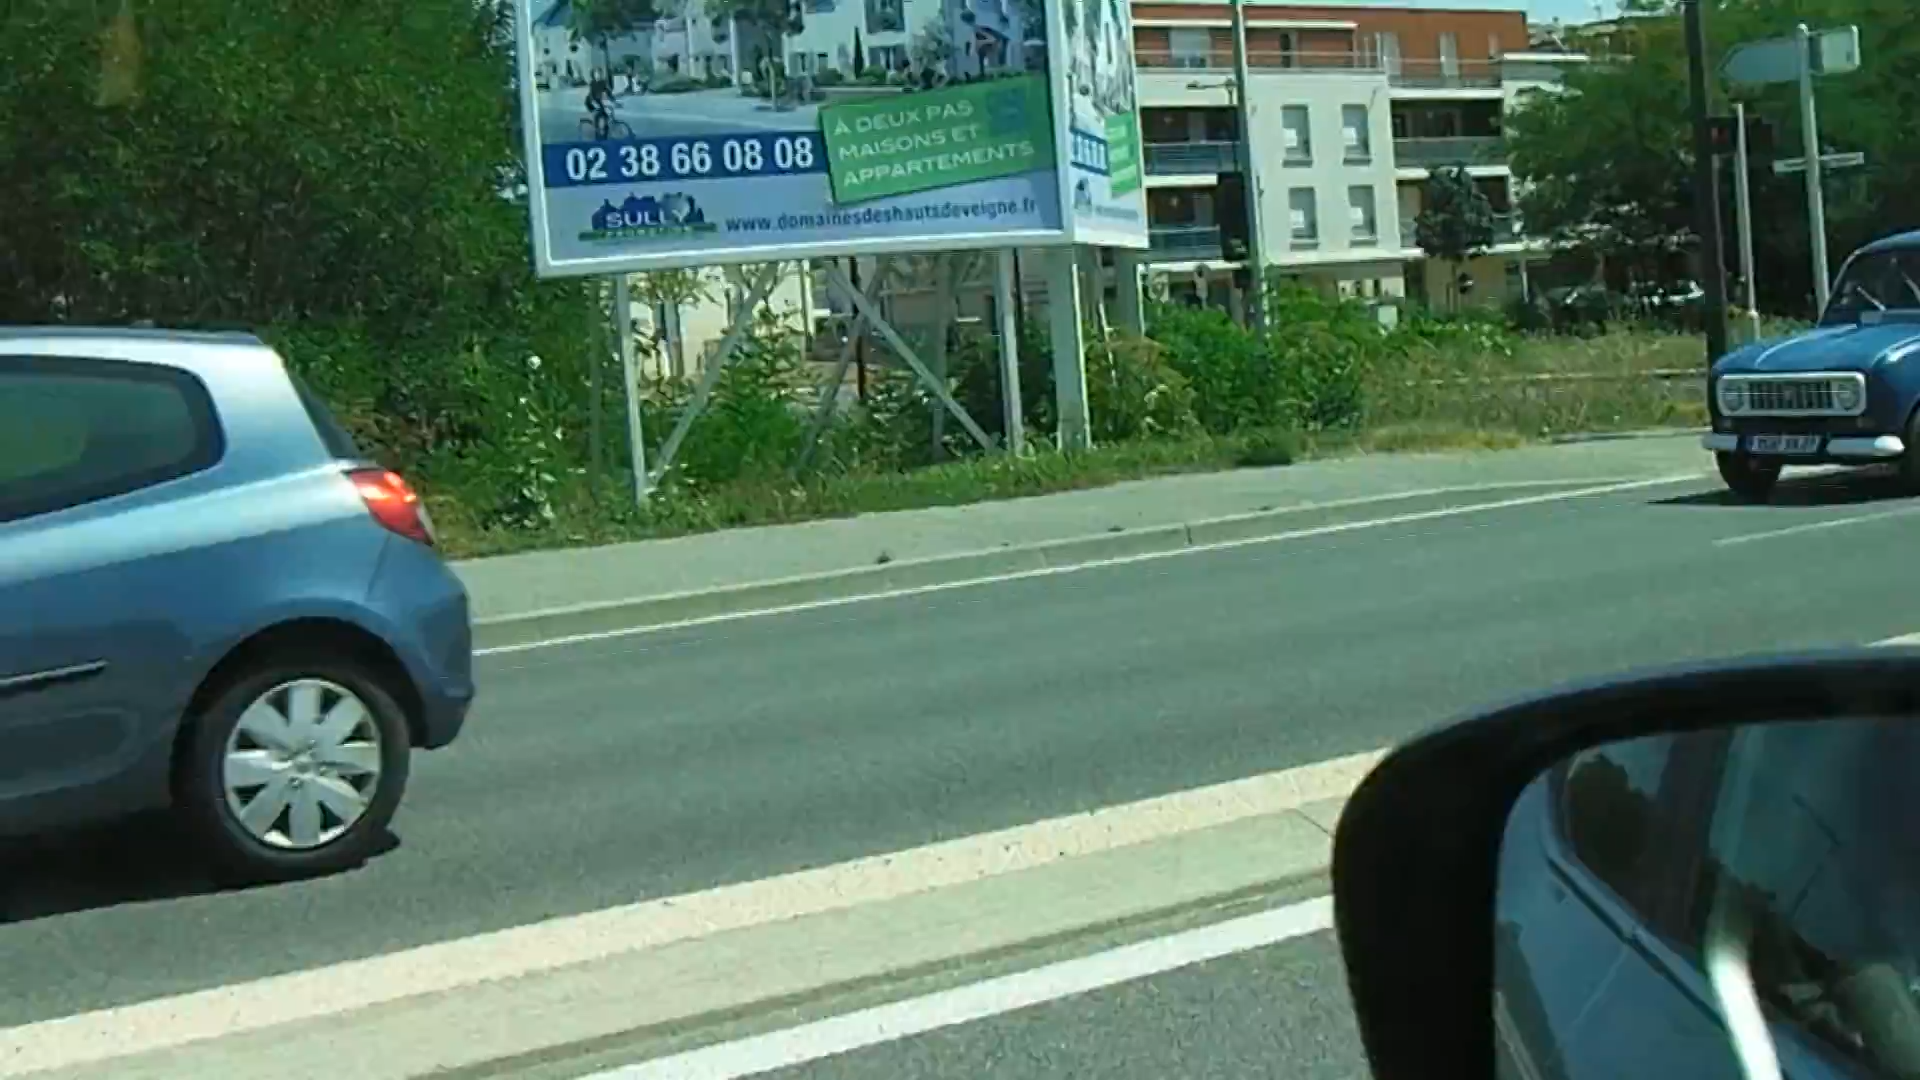 02 38 66 08 08
À DEUX PAS
MAISONS ET
APPARTEMENTS
SULLY
www.domainesdeshautsdeveigne.fr